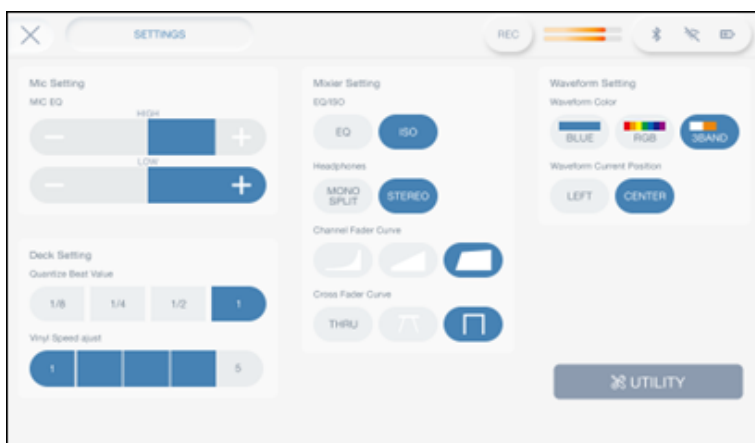 SETTINGS
REC
Mic Setting
MIC EQ
HIGH
LOW
Deck Setting
Quantize Beat Value
1/8 1/4 1/2 1
Vinyl Speed ajust
1 5
Mixier Setting
EQ/ISO
EQ ISO
Headphones
MONO SPLIT STEREO
Channel Fader Curve
Cross Fader Curve
THRU
Waveform Setting
Waveform Color
BLUE RGB 3BAND
Waveform Current Position
LEFT CENTER
UTILITY